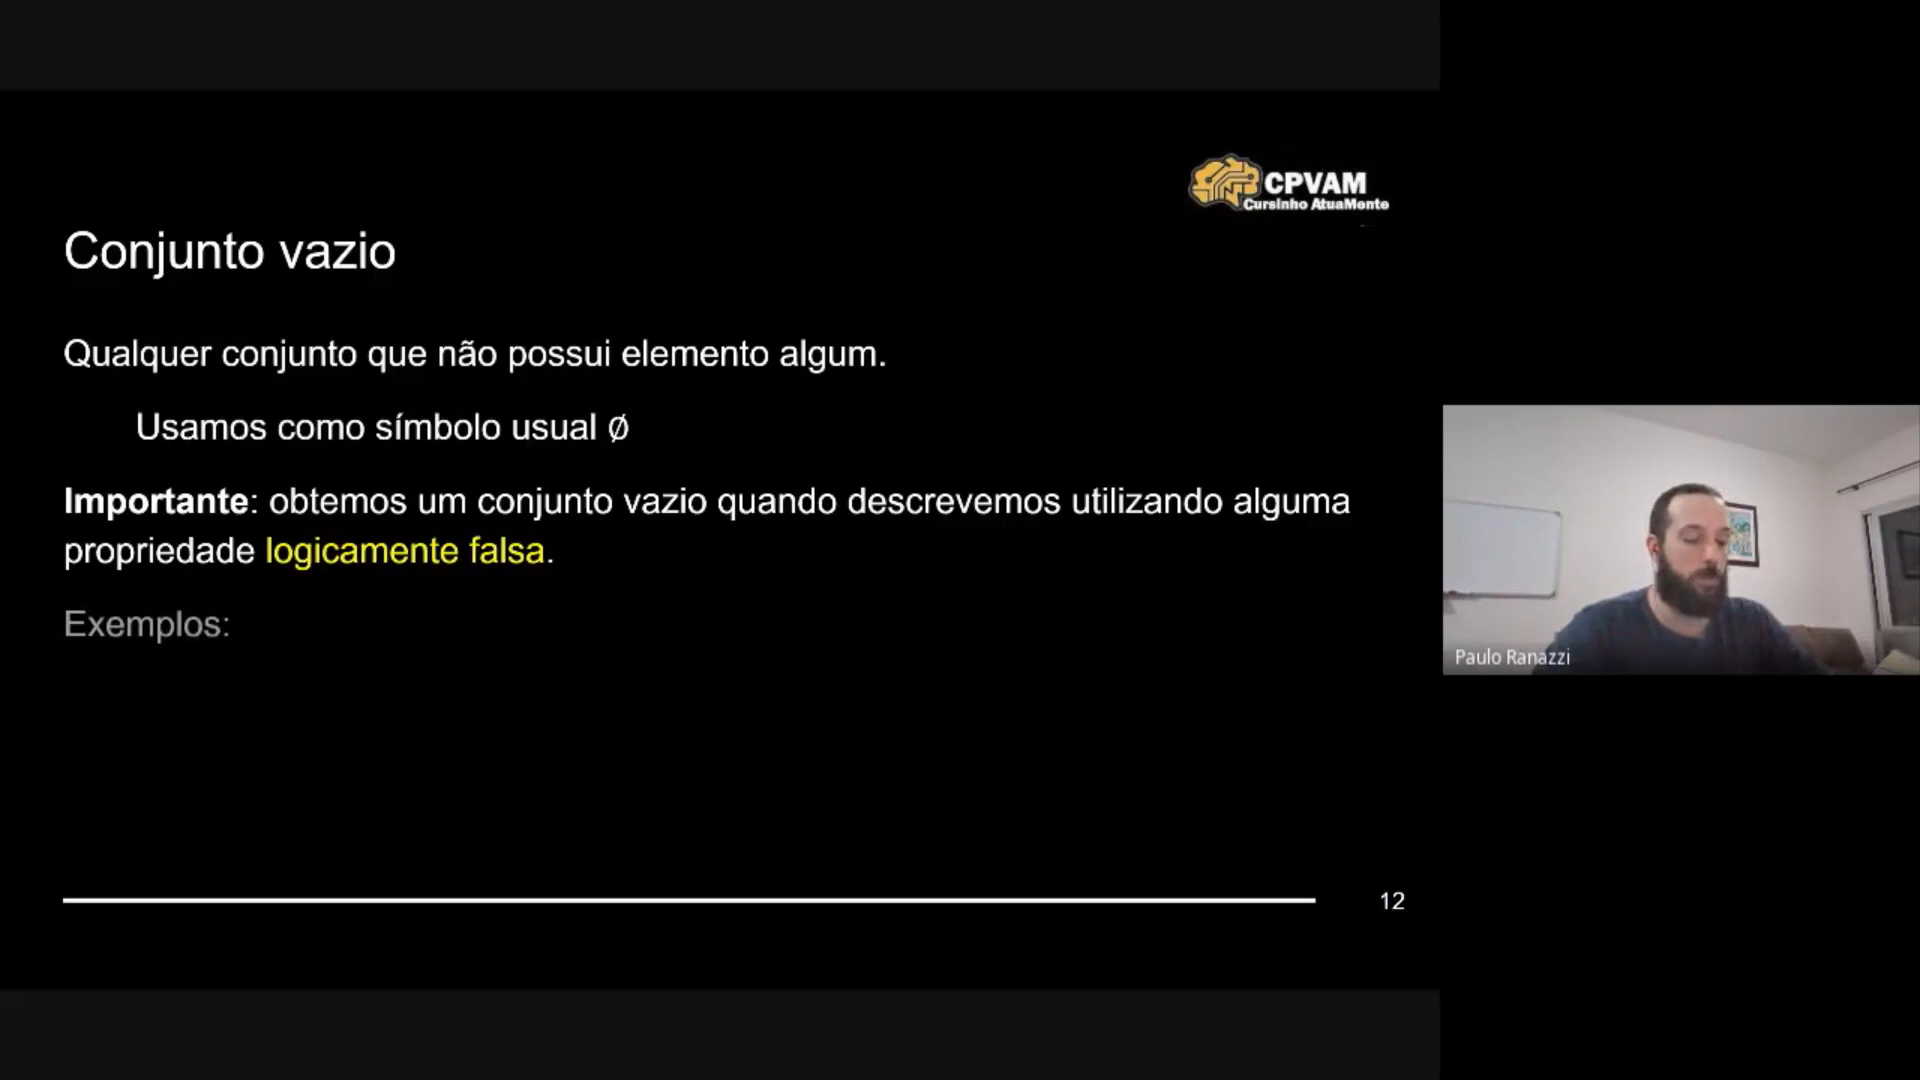 CPVAM
Cursinho AtuaMente
Conjunto vazio
Qualquer conjunto que não possui elemento algum.
Usamos como símbolo usual ∅
Importante: obtemos um conjunto vazio quando descrevemos utilizando alguma
propriedade logicamente falsa.
Exemplos:
Paulo Ranazzi
12